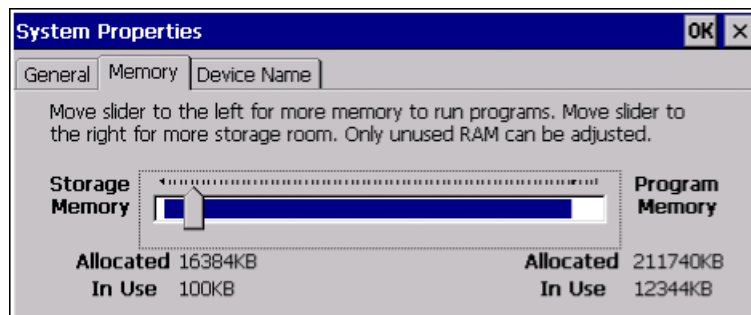 System Properties OK ×
General Memory Device Name
Move slider to the left for more memory to run programs. Move slider to
the right for more storage room. Only unused RAM can be adjusted.
Storage Program
Memory Memory
Allocated 16384KB Allocated 211740KB
In Use 100KB In Use 12344KB